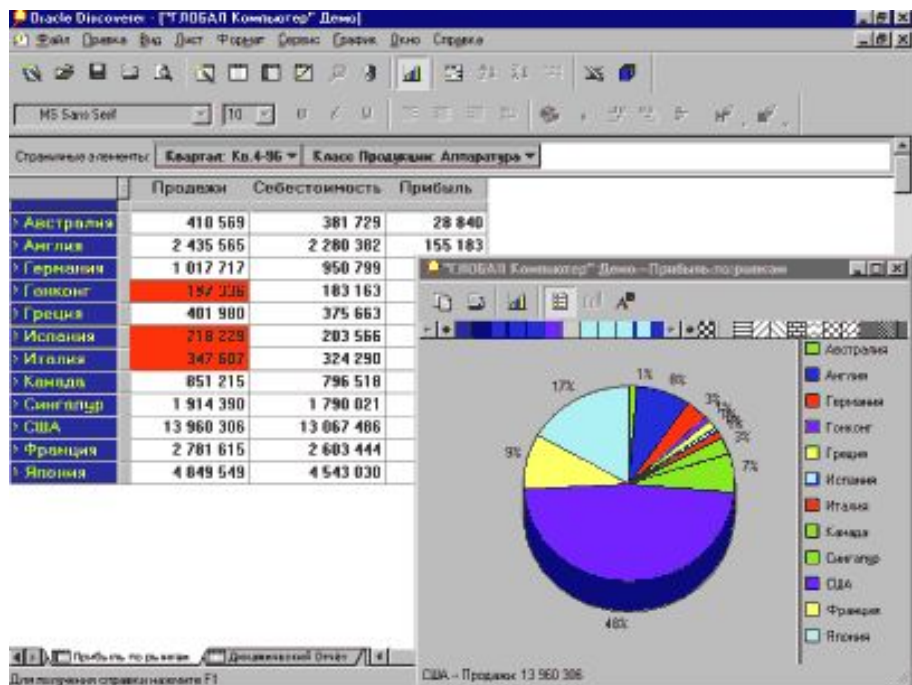 Oracle Discoverer - ["ГЛОБАЛ Компьютер" Демо]
Файл Правка Вид Лист Формат Сервис График Окно Справка
MS Sans Serif 10
Страничные элементы: Квартал: Кв.4-96 Класс Продукции: Аппаратура
Продажи Себестоимость Прибыль
Австралия 410 569 381 729 28 840
Англия 2 435 565 2 280 382 155 183
Германия 1 017 717 950 799
Гонконг 197 336 183 163
Греция 401 980 375 663
Испания 218 229 203 566
Италия 347 607 324 290
Канада 851 215 796 518
Сингапур 1 914 390 1 790 021
США 13 960 306 13 067 486
Франция 2 781 615 2 603 444
Япония 4 849 549 4 543 030
Прибыль по рынкам
Для получения справки нажмите F1
"ГЛОБАЛ Компьютер" Демо - Прибыль по рынкам
1% 8%
17%
3%
3%
9%
7%
48%
Австралия
Англия
Германия
Гонконг
Греция
Испания
Италия
Канада
Сингапур
США
Франция
Япония
США - Продажи: 13 960 306